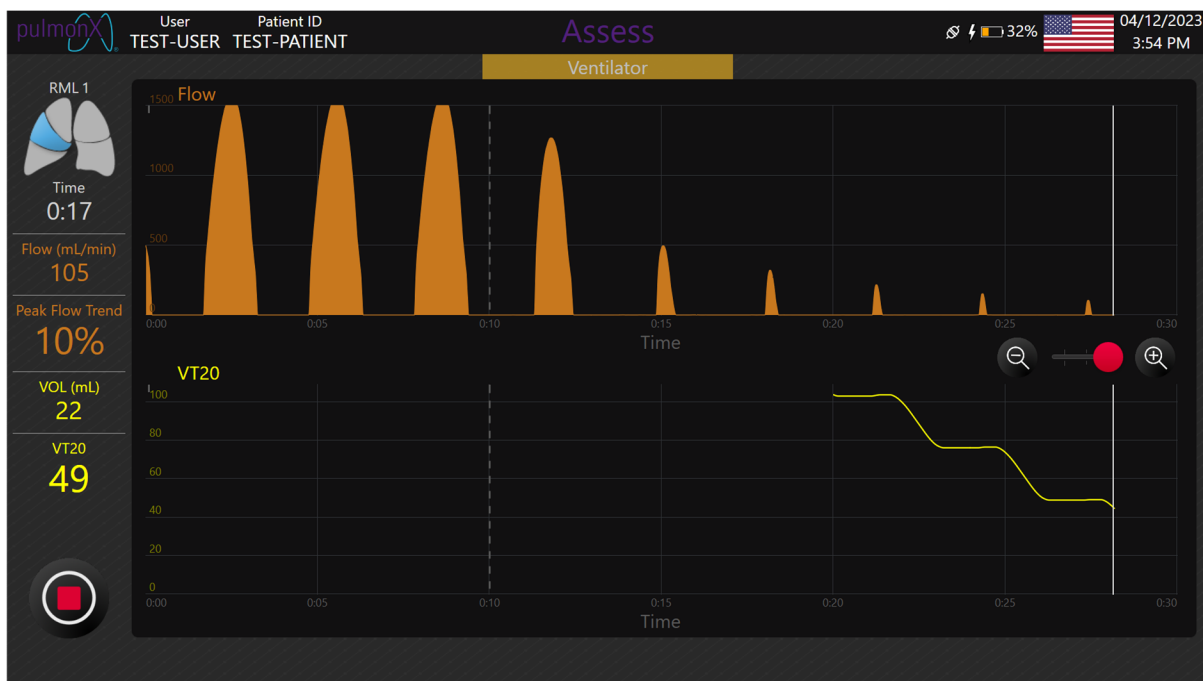 pulmonX
User
TEST-USER
Patient ID
TEST-PATIENT
Assess
32%
04/12/2023
3:54 PM
Ventilator
RML 1
Time
0:17
Flow (mL/min)
105
Peak Flow Trend
10%
VOL (mL)
22
VT20
49
Flow
1500
1000
500
0
0:00 0:05 0:10 0:15 0:20 0:25 0:30
Time
VT20
100
80
60
40
20
0
0:00 0:05 0:10 0:15 0:20 0:25 0:30
Time